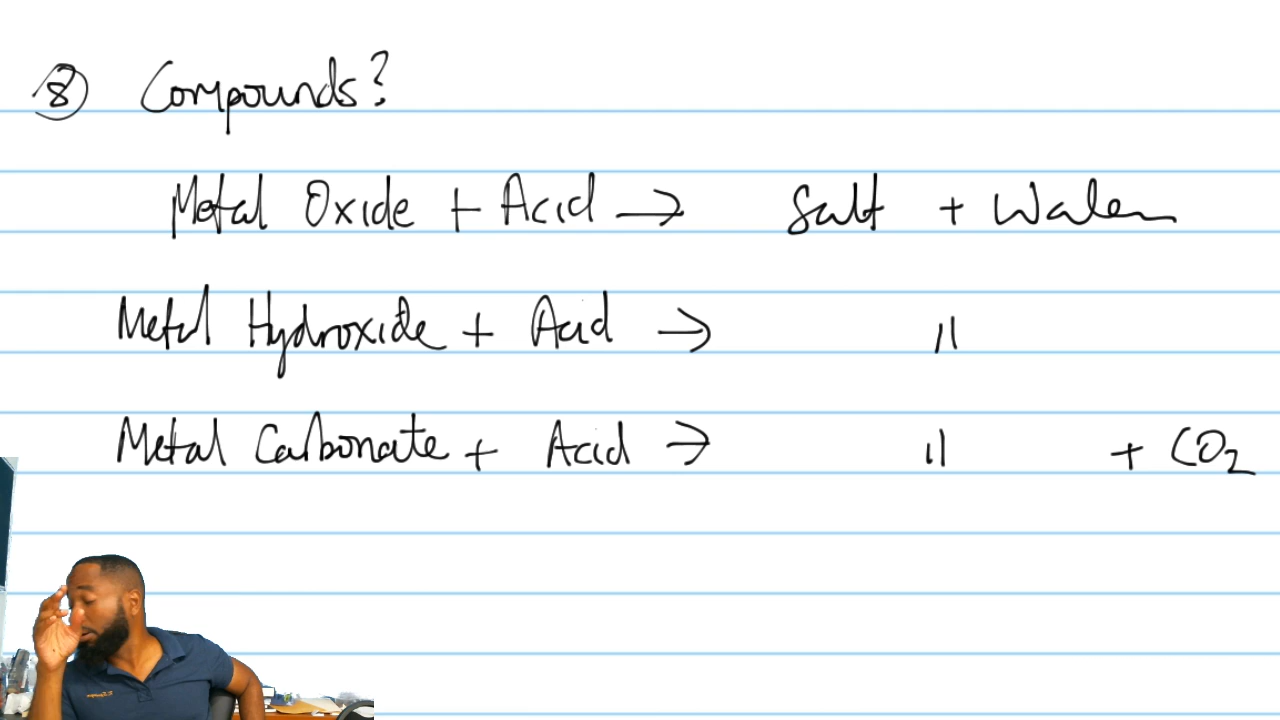 ⑧ Compounds?
Metal Oxide + Acid → Salt + Water
Metal Hydroxide + Acid → 〃
Metal Carbonate + Acid → 〃 + CO₂